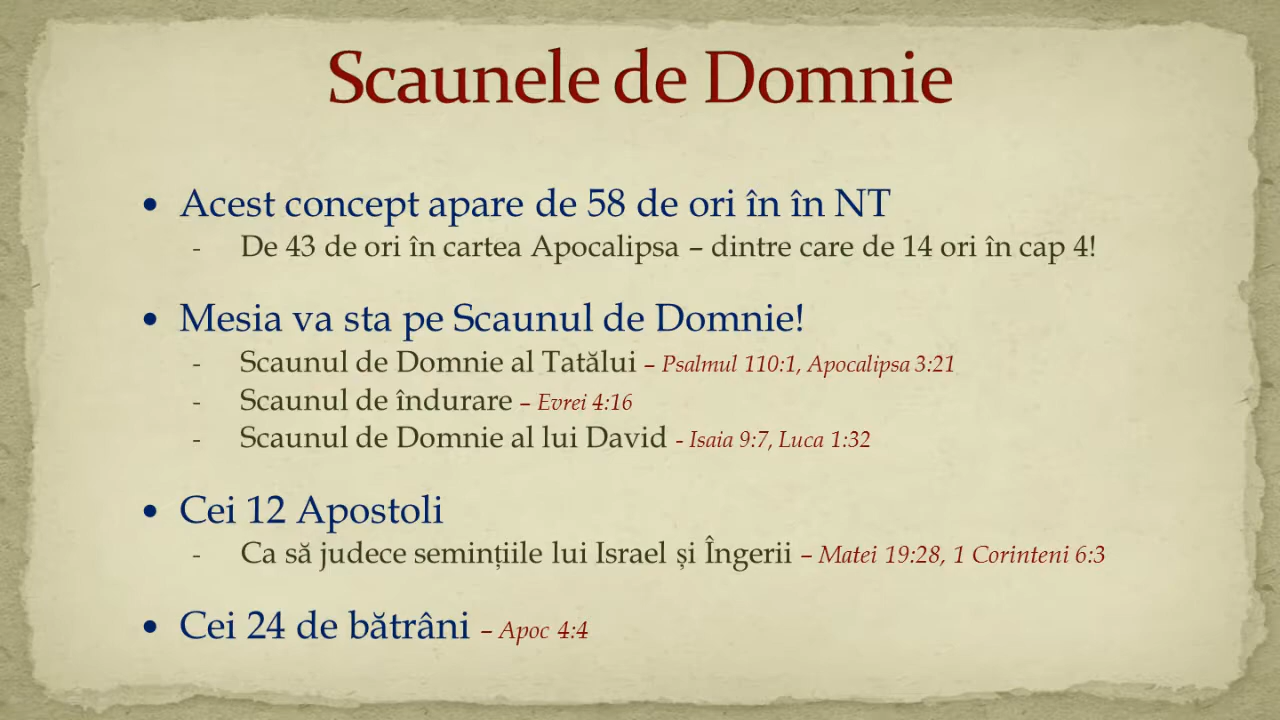 Scaunele de Domnie
• Acest concept apare de 58 de ori în în NT
- De 43 de ori în cartea Apocalipsa – dintre care de 14 ori în cap 4!
• Mesia va sta pe Scaunul de Domnie!
- Scaunul de Domnie al Tatălui – Psalmul 110:1, Apocalipsa 3:21
- Scaunul de îndurare – Evrei 4:16
- Scaunul de Domnie al lui David - Isaia 9:7, Luca 1:32
• Cei 12 Apostoli
- Ca să judece semințiile lui Israel și Îngerii – Matei 19:28, 1 Corinteni 6:3
• Cei 24 de bătrâni – Apoc 4:4